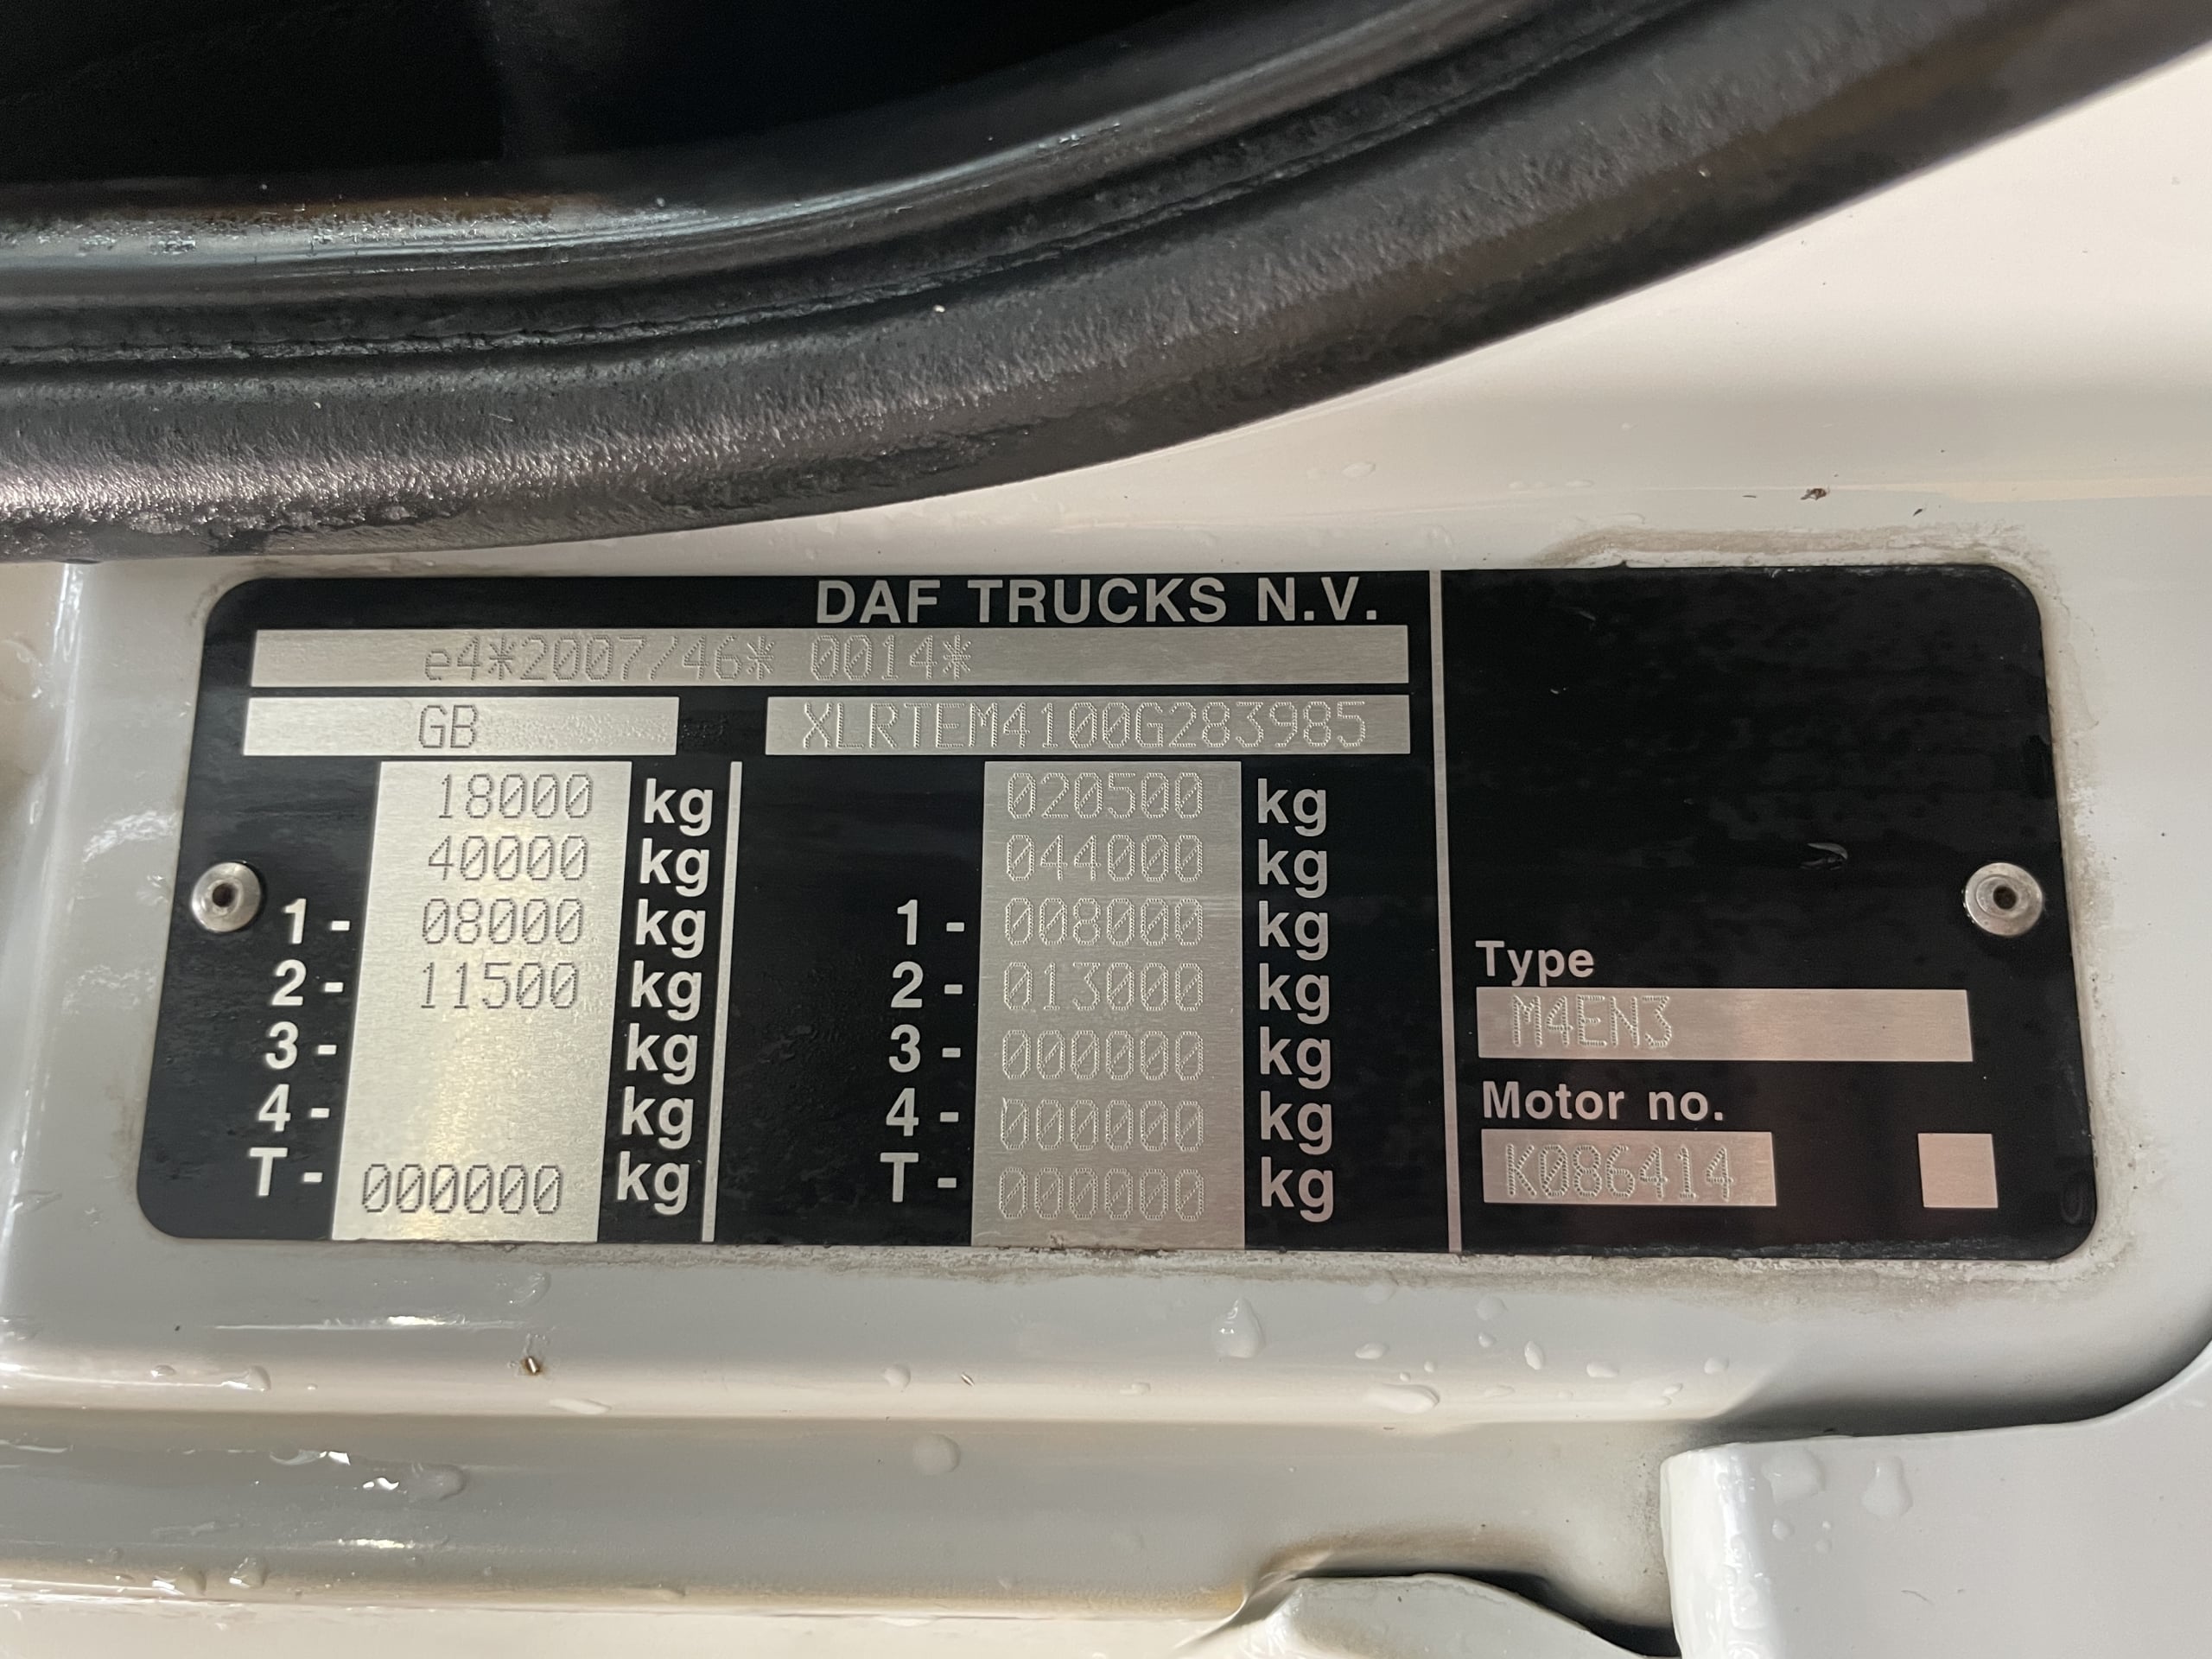 DAF TRUCKS N.V.
e4*2007/46* 0014*
GB XLRTEM4100G283985
18000 kg 020500 kg
40000 kg 044000 kg
1 - 08000 kg 1 - 008000 kg
2 - 11500 kg 2 - 013000 kg
3 - kg 3 - 000000 kg
4 - kg 4 - 000000 kg
T - 000000 kg T - 000000 kg
Type
M4EN3
Motor no.
K086414